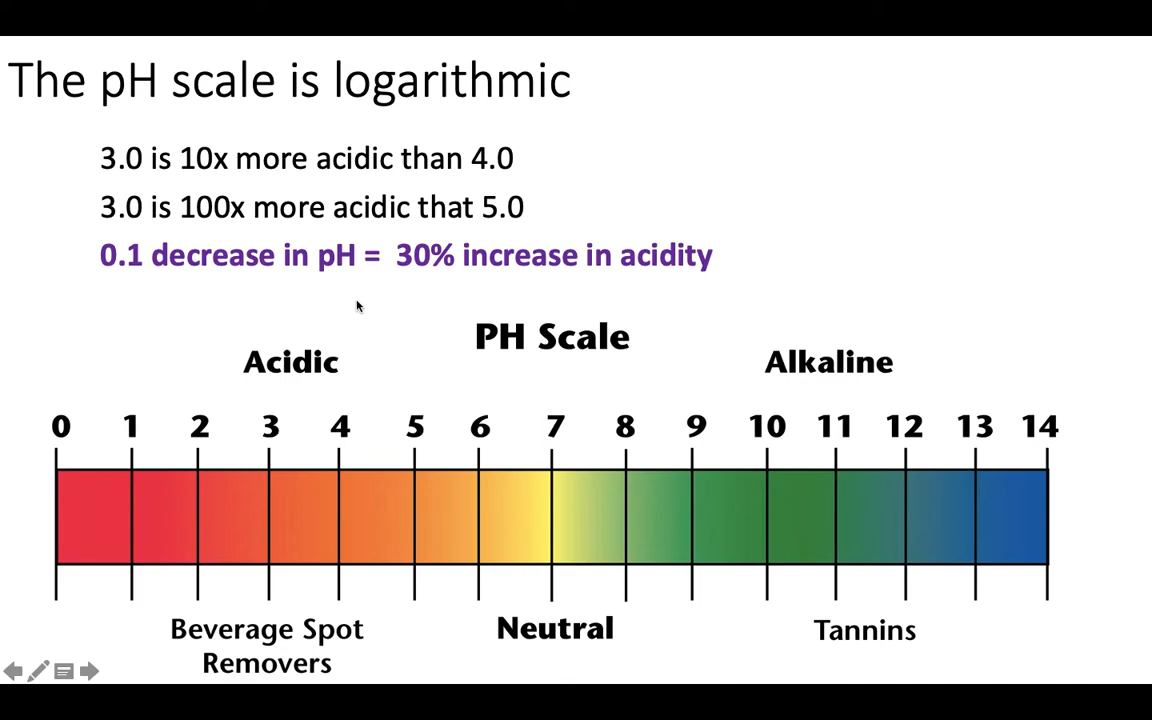 The pH scale is logarithmic
3.0 is 10x more acidic than 4.0
3.0 is 100x more acidic that 5.0
0.1 decrease in pH = 30% increase in acidity
PH Scale
Acidic Alkaline
0 1 2 3 4 5 6 7 8 9 10 11 12 13 14
Beverage Spot Neutral Tannins
Removers